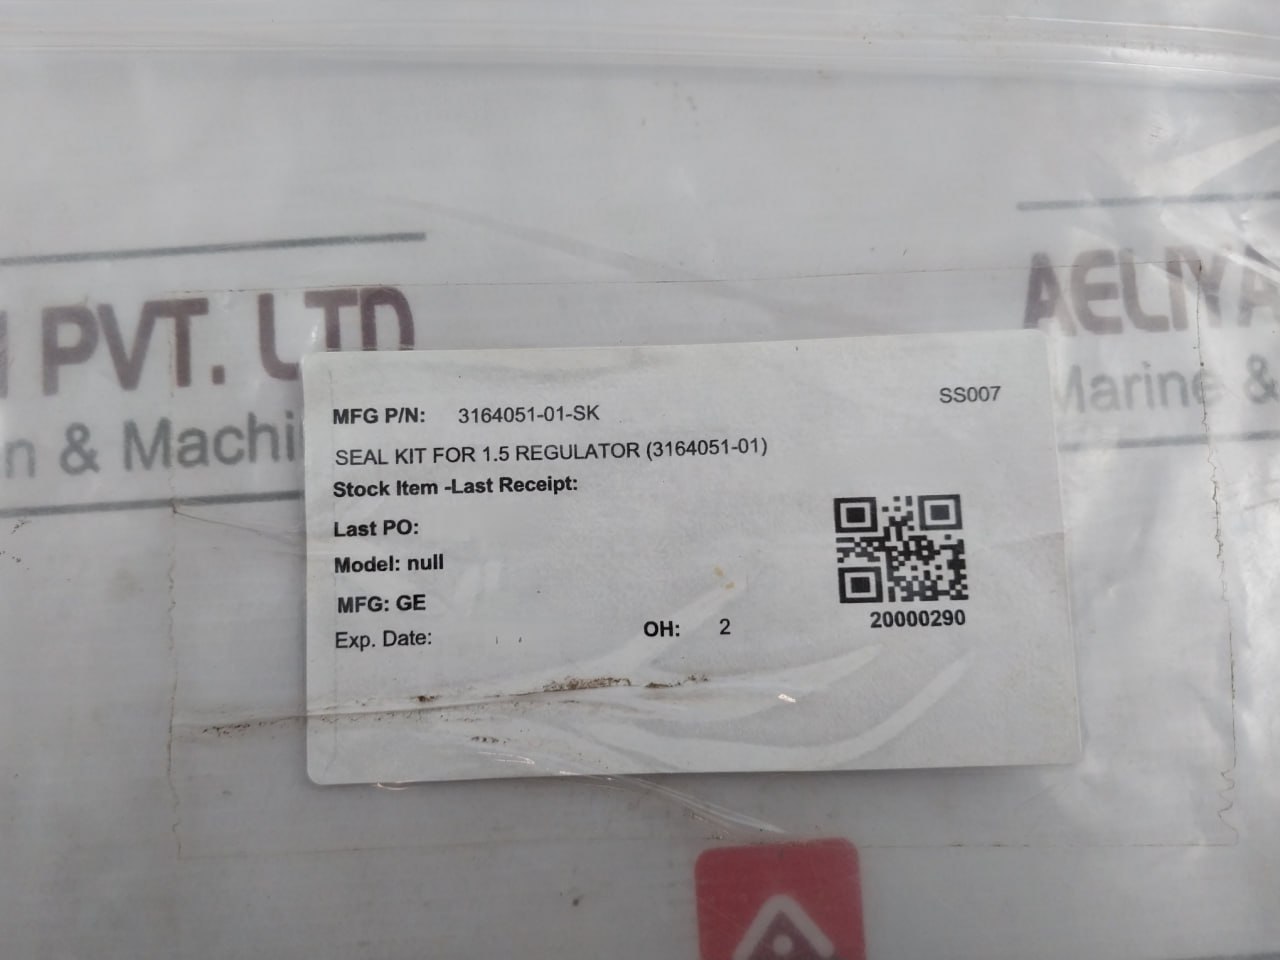 PVT. LTD
n & Machi
AELIYA
Marine &
MFG P/N: 3164051-01-SK
SS007
SEAL KIT FOR 1.5 REGULATOR (3164051-01)
Stock Item -Last Receipt:
Last PO:
Model: null
MFG: GE
Exp. Date:
OH: 2
20000290